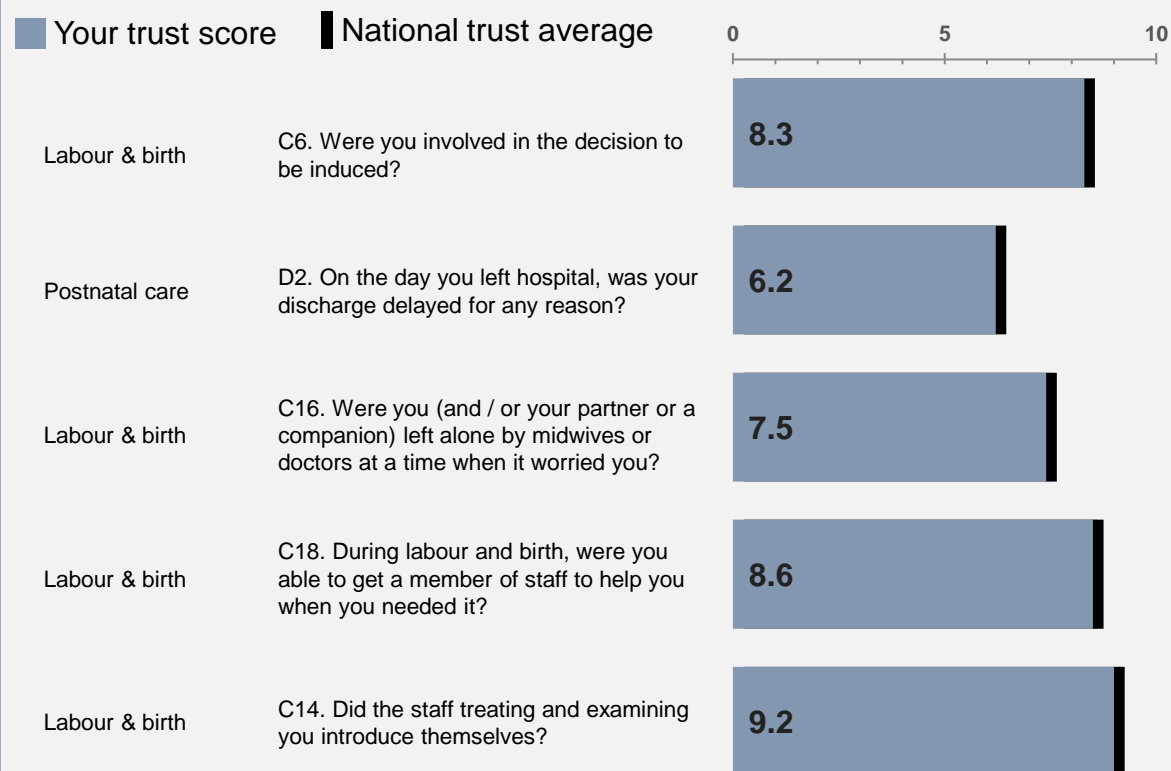 Your trust score
National trust average
0 5 10
Labour & birth
C6. Were you involved in the decision to
be induced?
8.3
Postnatal care
D2. On the day you left hospital, was your
discharge delayed for any reason?
6.2
Labour & birth
C16. Were you (and / or your partner or a
companion) left alone by midwives or
doctors at a time when it worried you?
7.5
Labour & birth
C18. During labour and birth, were you
able to get a member of staff to help you
when you needed it?
8.6
Labour & birth
C14. Did the staff treating and examining
you introduce themselves?
9.2